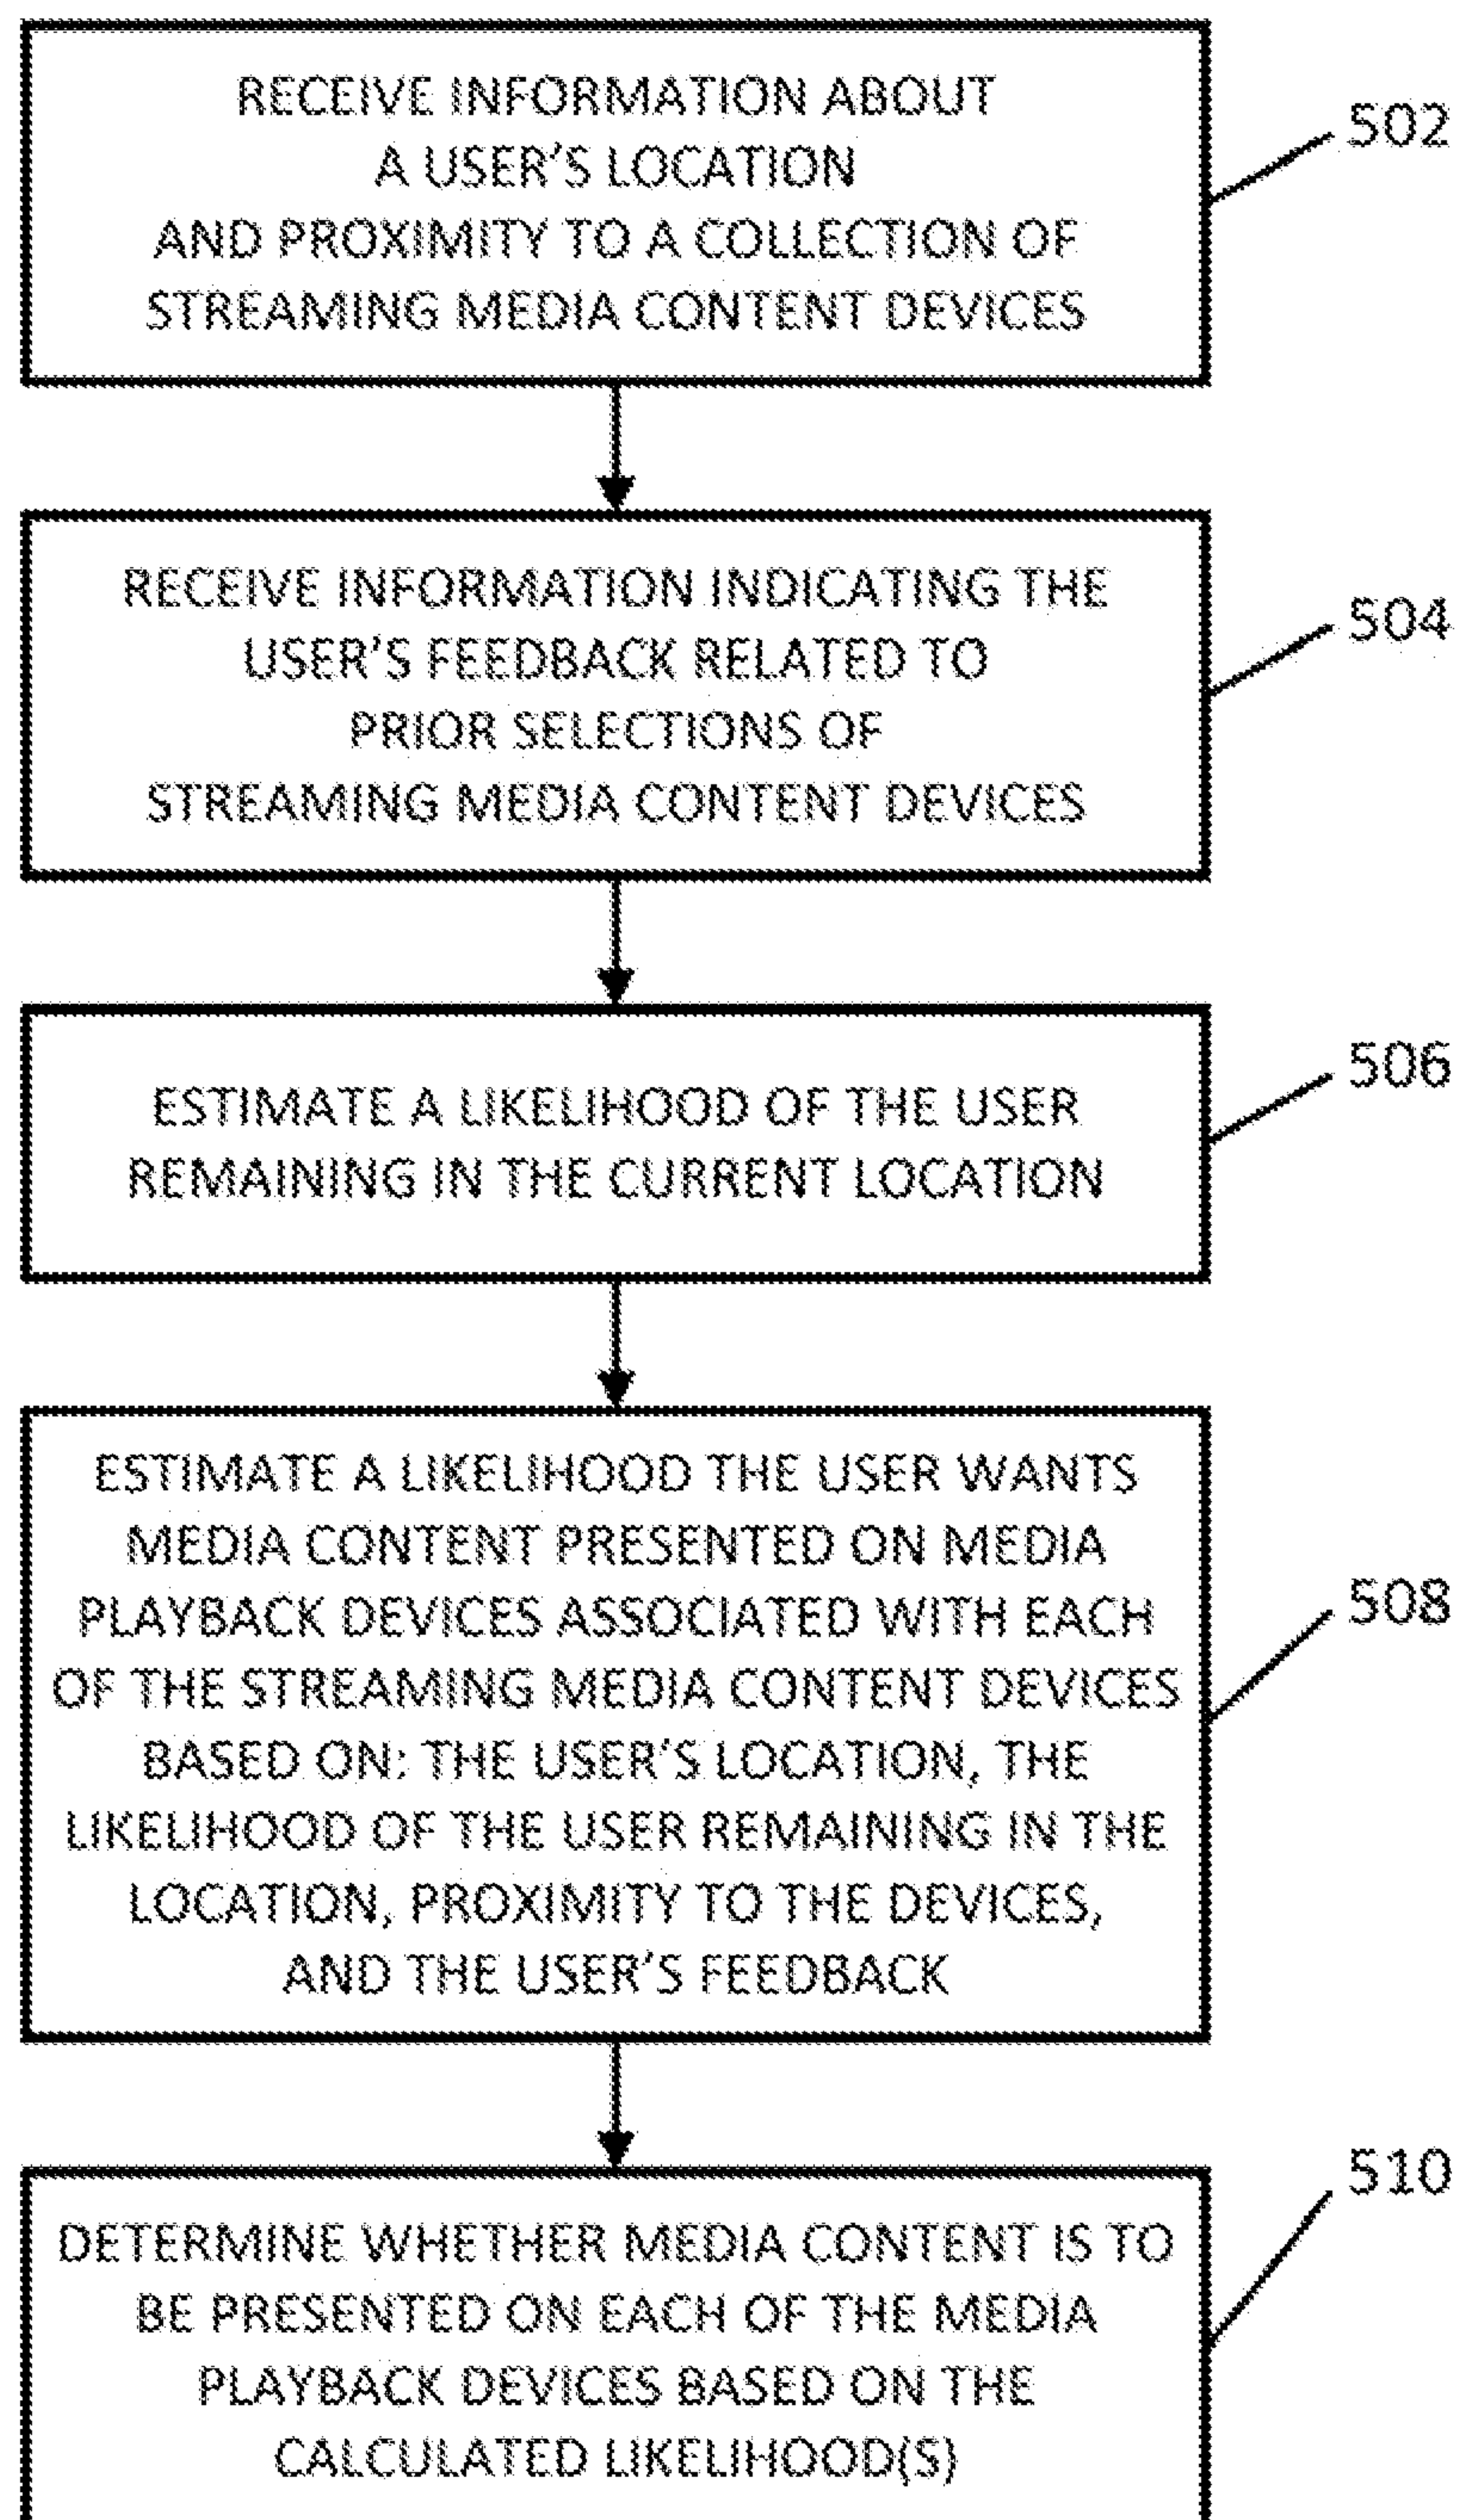 RECEIVE INFORMATION ABOUT
A USER'S LOCATION
AND PROXIMITY TO A COLLECTION OF
STREAMING MEDIA CONTENT DEVICES
502
RECEIVE INFORMATION INDICATING THE
USER'S FEEDBACK RELATED TO
PRIOR SELECTIONS OF
STREAMING MEDIA CONTENT DEVICES
504
ESTIMATE A LIKELIHOOD OF THE USER
REMAINING IN THE CURRENT LOCATION
506
ESTIMATE A LIKELIHOOD THE USER WANTS
MEDIA CONTENT PRESENTED ON MEDIA
PLAYBACK DEVICES ASSOCIATED WITH EACH
OF THE STREAMING MEDIA CONTENT DEVICES
BASED ON: THE USER'S LOCATION, THE
LIKELIHOOD OF THE USER REMAINING IN THE
LOCATION, PROXIMITY TO THE DEVICES,
AND THE USER'S FEEDBACK
508
DETERMINE WHETHER MEDIA CONTENT IS TO
BE PRESENTED ON EACH OF THE MEDIA
PLAYBACK DEVICES BASED ON THE
CALCULATED LIKELIHOOD(S)
510